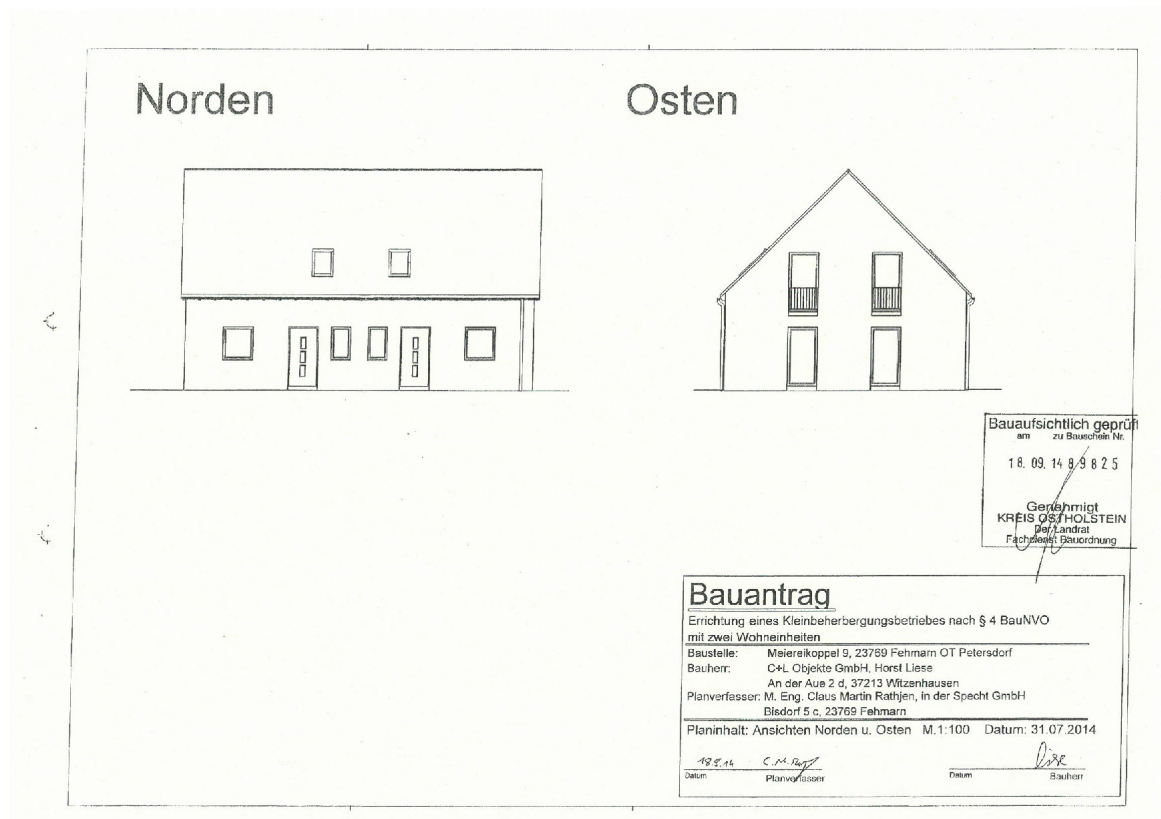 Norden
Osten
Bauaufsichtlich geprüft
am zu Bauschein Nr.
18. 09. 14 8 9 8 2 5
Genehmigt
KREIS OSTHOLSTEIN
Der Landrat
Fachdienst Bauordnung
Bauantrag
Errichtung eines Kleinbeherbergungsbetriebes nach § 4 BauNVO
mit zwei Wohneinheiten
Baustelle: Meiereikoppel 9, 23769 Fehmarn OT Petersdorf
Bauherr: C+L Objekte GmbH, Horst Liese
An der Aue 2 d, 37213 Witzenhausen
Planverfasser: M. Eng. Claus Martin Rathjen, in der Specht GmbH
Bisdorf 5 c, 23769 Fehmarn
Planinhalt: Ansichten Norden u. Osten M.1:100 Datum: 31.07.2014
C. M.
Datum Planverfasser Datum Bauherr